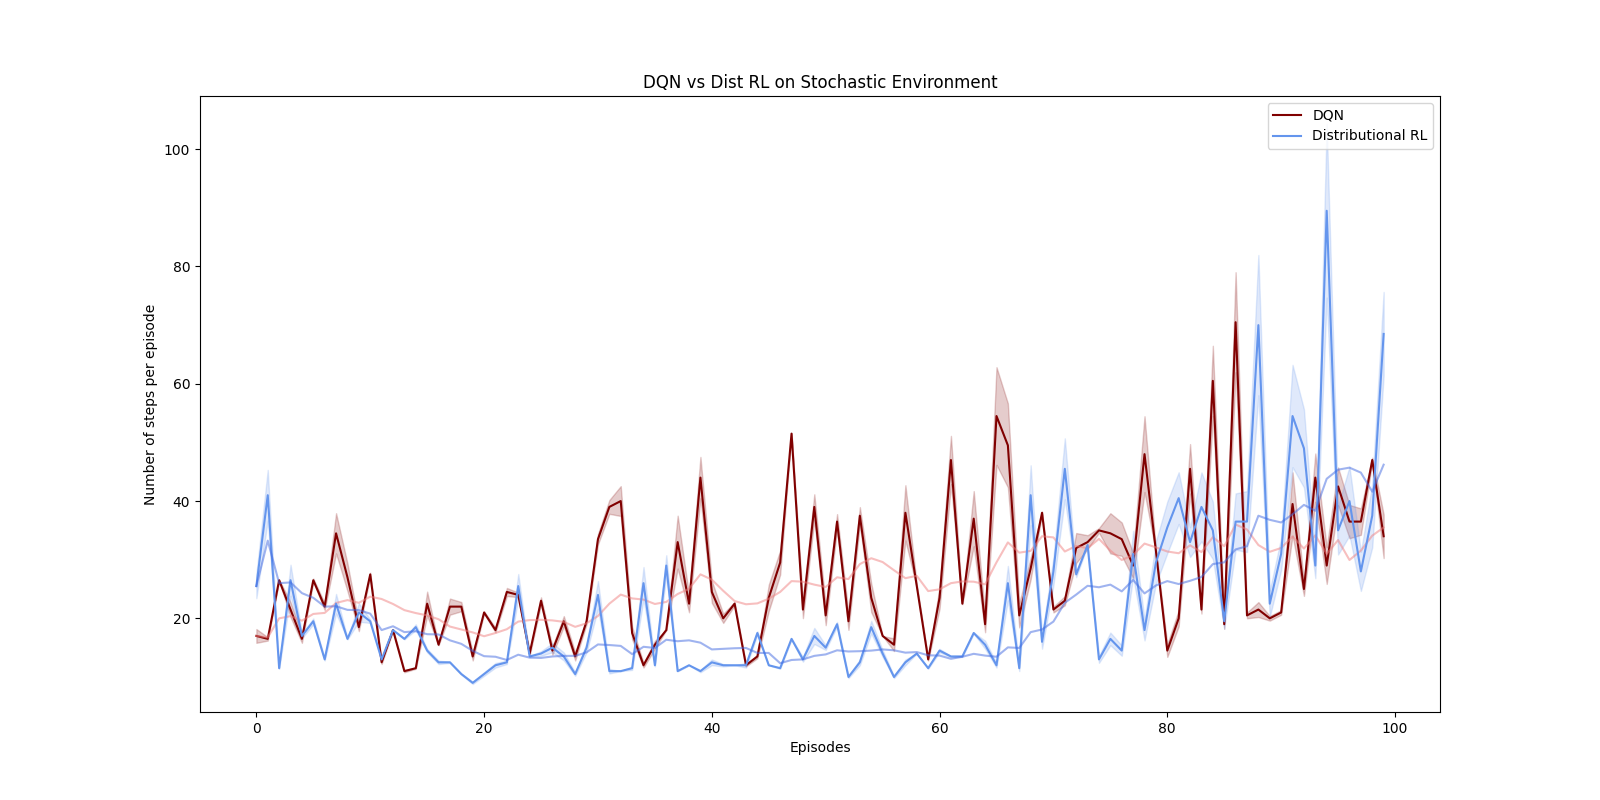 DQN vs Dist RL on Stochastic Environment
DQN
Distributional RL
100
80
60
40
20
Number of steps per episode
0
20
40
60
80
100
Episodes